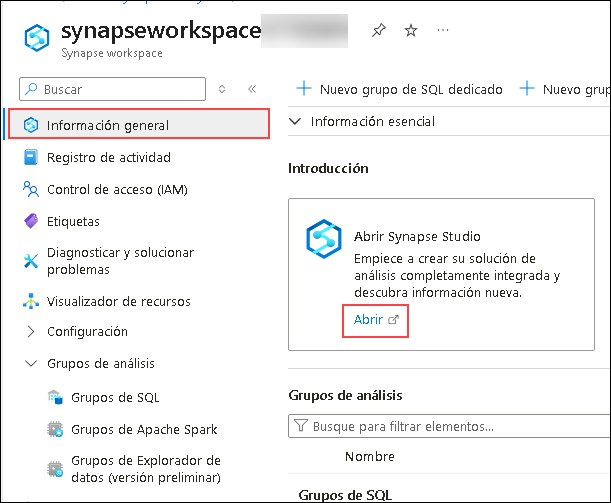 synapseworkspace
Synapse workspace
Buscar
Información general
Registro de actividad
Control de acceso (IAM)
Etiquetas
Diagnosticar y solucionar
problemas
Visualizador de recursos
Configuración
Grupos de análisis
Grupos de SQL
Grupos de Apache Spark
Grupos de Explorador de
datos (versión preliminar)
Nuevo grupo de SQL dedicado
Nuevo grup
Información esencial
Introducción
Abrir Synapse Studio
Empiece a crear su solución de
análisis completamente integrada y
descubra información nueva.
Abrir
Grupos de análisis
Busque para filtrar elementos...
Nombre
Grupos de SQL